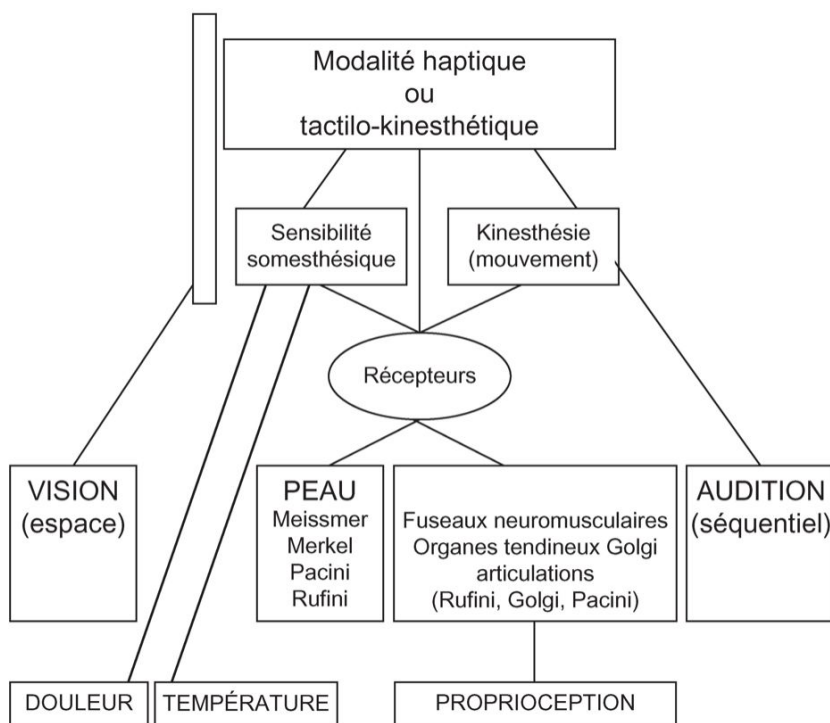 Modalité haptique
ou
tactilo-kinesthétique
Sensibilité
somesthésique
Kinesthésie
(mouvement)
Récepteurs
VISION
(espace)
PEAU
Meissmer
Merkel
Pacini
Rufini
Fuseaux neuromusculaires
Organes tendineux Golgi
articulations
(Rufini, Golgi, Pacini)
AUDITION
(séquentiel)
DOULEUR
TEMPÉRATURE
PROPRIOCEPTION